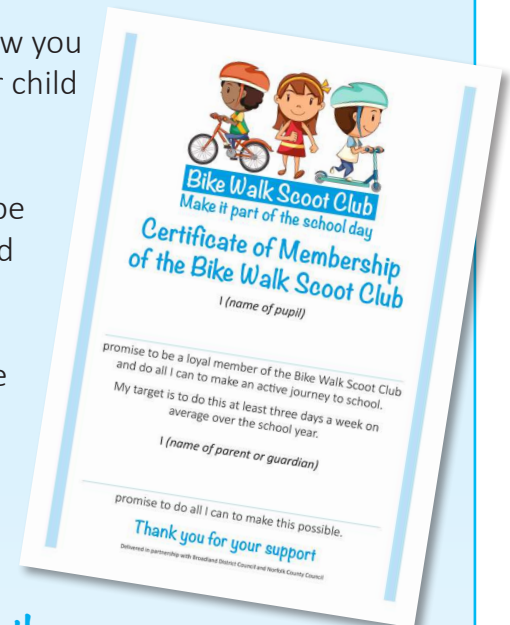 w you
child
d
Bike Walk Scoot Club
Make it part of the school day
Certificate of Membership
of the Bike Walk Scoot Club
I (name of pupil)
promise to be a loyal member of the Bike Walk Scoot Club
and do all I can to make an active journey to school.
My target is to do this at least three days a week on
average over the school year.
I (name of parent or guardian)
promise to do all I can to make this possible.
Thank you for your support
Delivered in partnership with Broadland District Council and Norfolk County Council